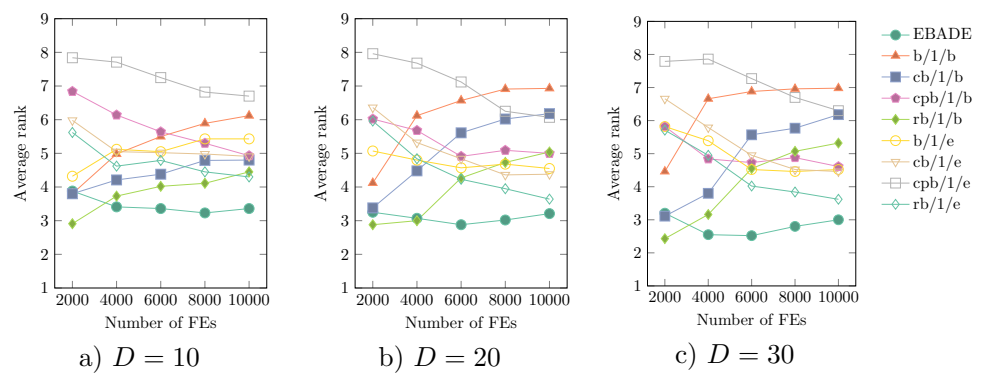 Average rank
9
8
7
6
5
4
3
2
1
2000 4000 6000 8000 10000
Number of FEs
a) D = 10
Average rank
9
8
7
6
5
4
3
2
1
2000 4000 6000 8000 10000
Number of FEs
b) D = 20
Average rank
9
8
7
6
5
4
3
2
1
2000 4000 6000 8000 10000
Number of FEs
c) D = 30
EBADE
b/1/b
cb/1/b
cpb/1/b
rb/1/b
b/1/e
cb/1/e
cpb/1/e
rb/1/e